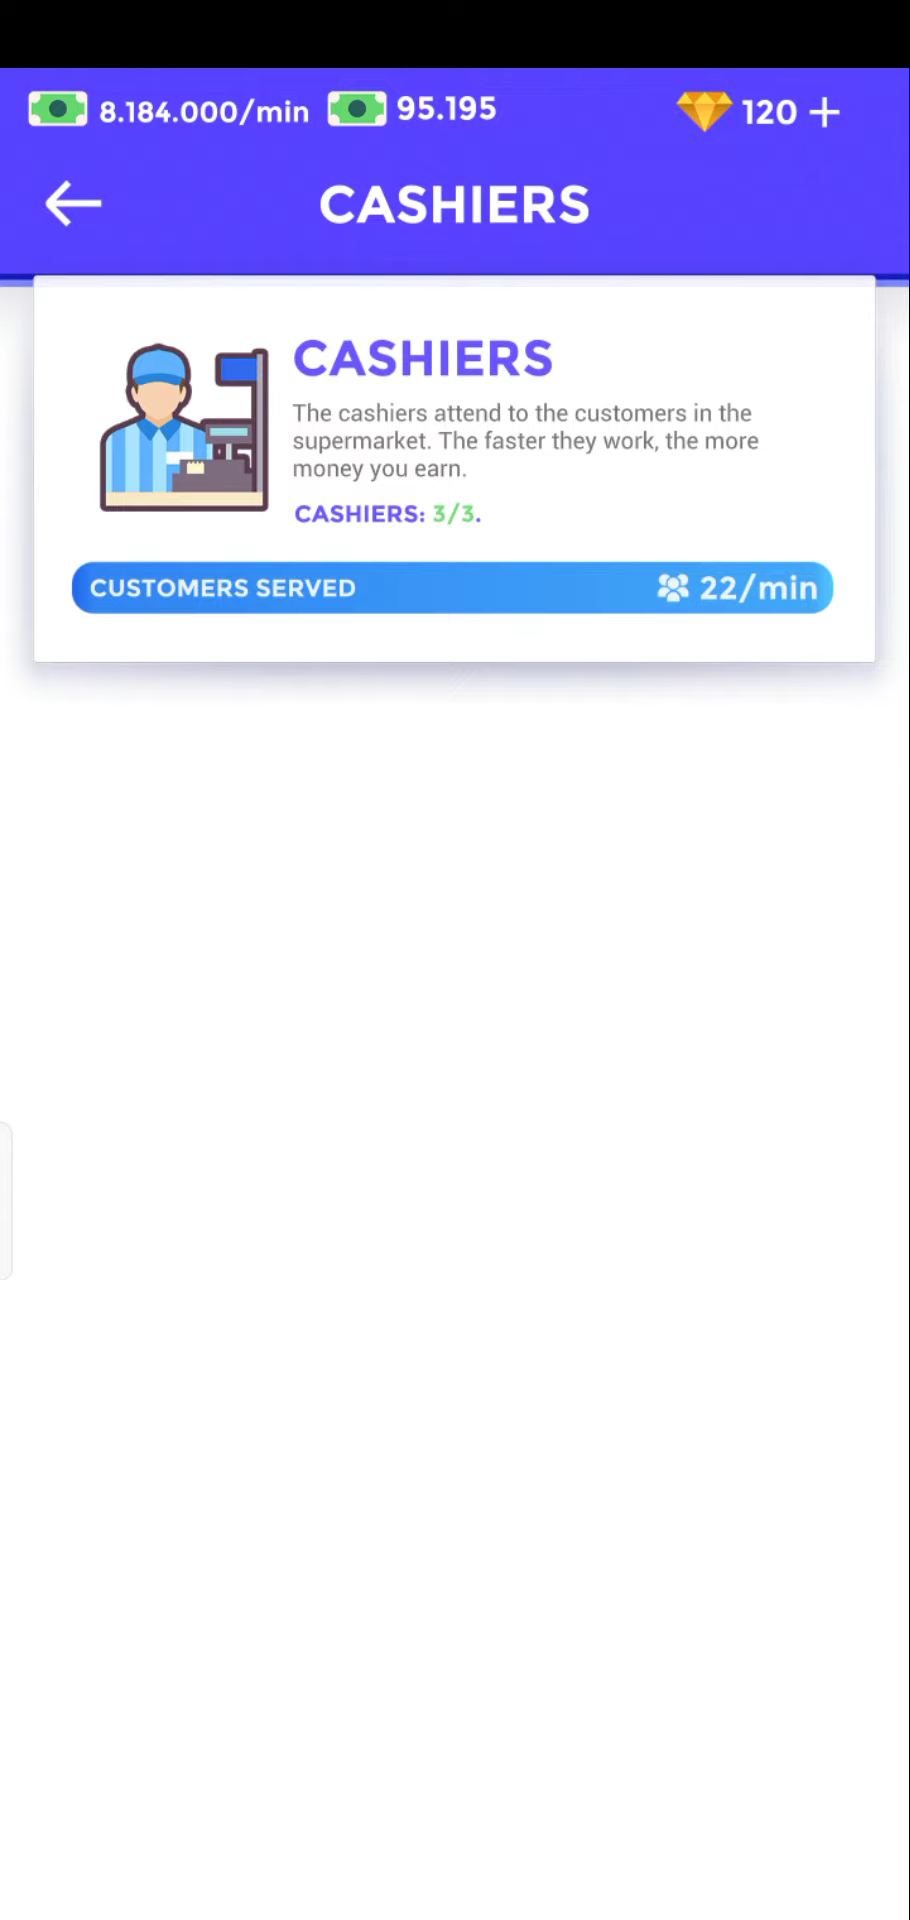 8.184.000/min 95.195 120 +
CASHIERS
CASHIERS
The cashiers attend to the customers in the
supermarket. The faster they work, the more
money you earn.
CASHIERS: 3/3.
CUSTOMERS SERVED 22/min